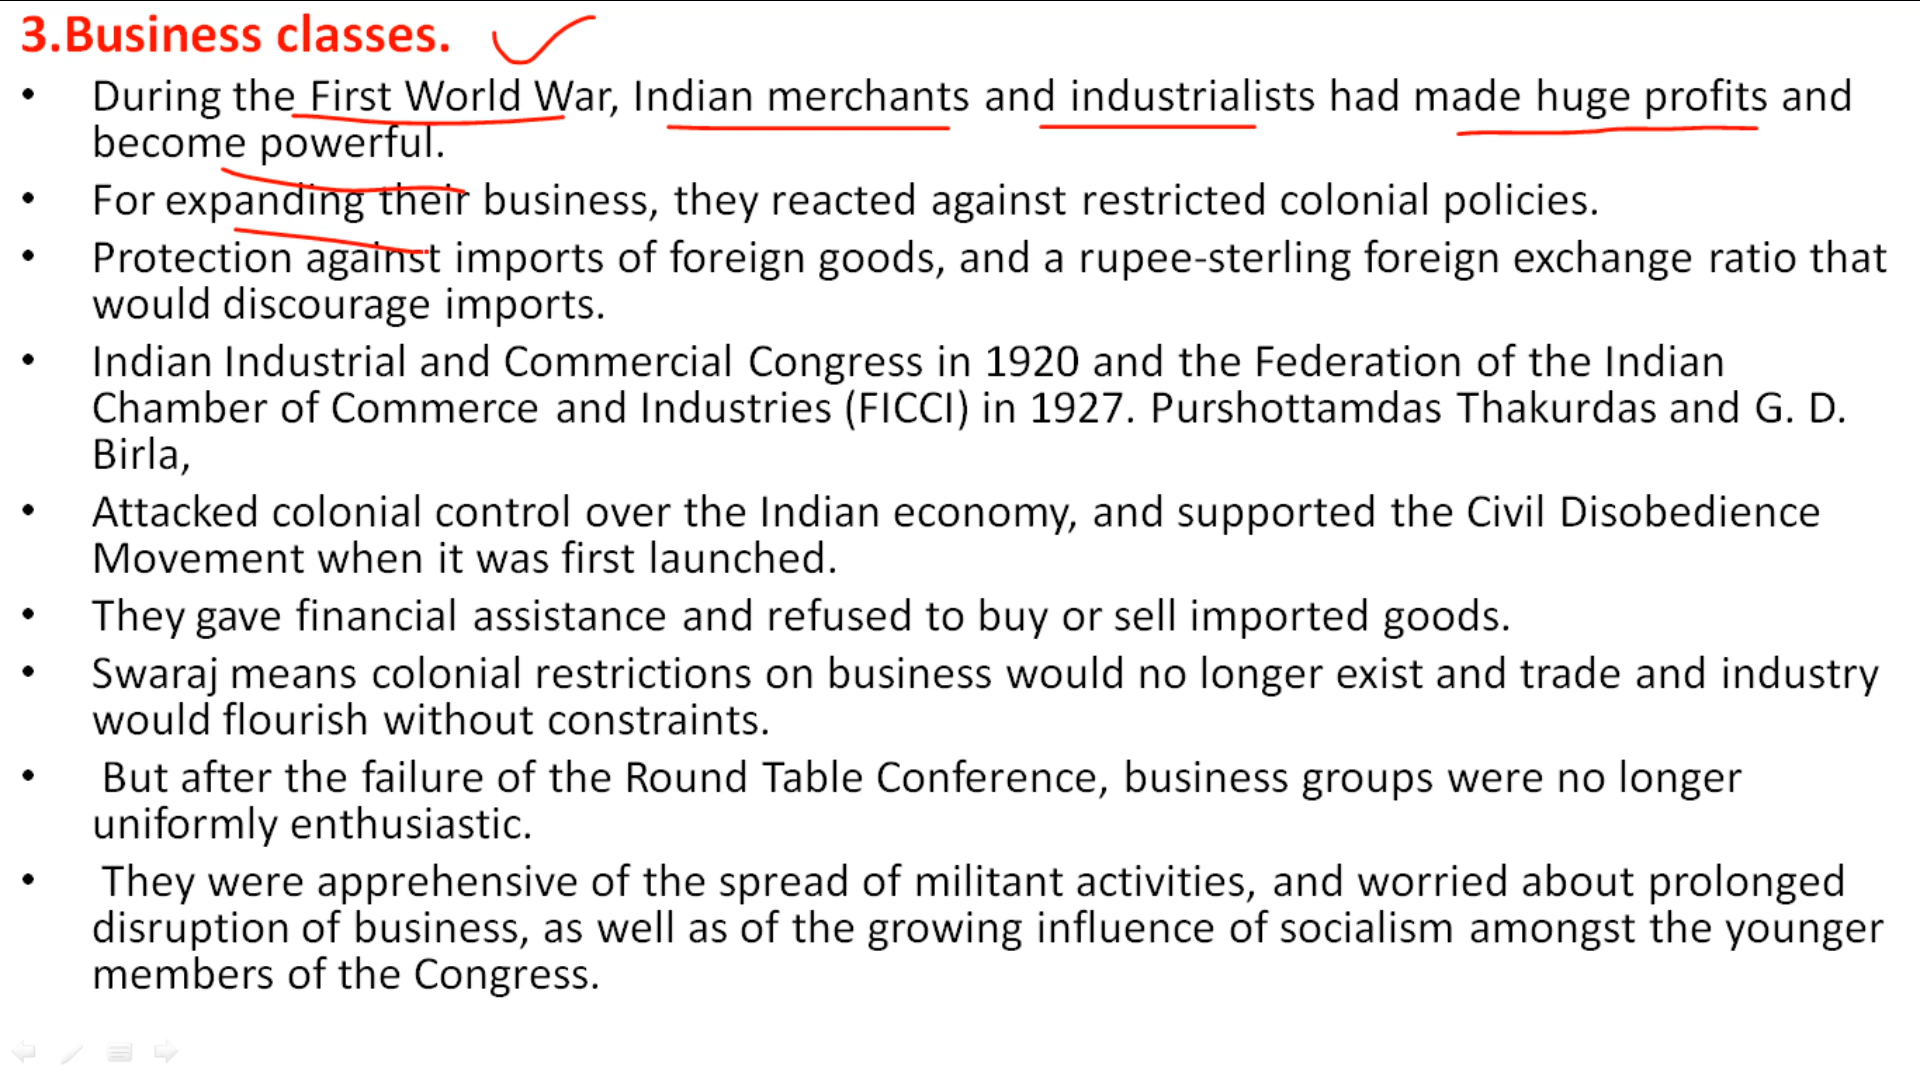 3.Business classes.
• During the First World War, Indian merchants and industrialists had made huge profits and
become powerful.
• For expanding their business, they reacted against restricted colonial policies.
• Protection against imports of foreign goods, and a rupee-sterling foreign exchange ratio that
would discourage imports.
• Indian Industrial and Commercial Congress in 1920 and the Federation of the Indian
Chamber of Commerce and Industries (FICCI) in 1927. Purshottamdas Thakurdas and G. D.
Birla,
• Attacked colonial control over the Indian economy, and supported the Civil Disobedience
Movement when it was first launched.
• They gave financial assistance and refused to buy or sell imported goods.
• Swaraj means colonial restrictions on business would no longer exist and trade and industry
would flourish without constraints.
• But after the failure of the Round Table Conference, business groups were no longer
uniformly enthusiastic.
• They were apprehensive of the spread of militant activities, and worried about prolonged
disruption of business, as well as of the growing influence of socialism amongst the younger
members of the Congress.